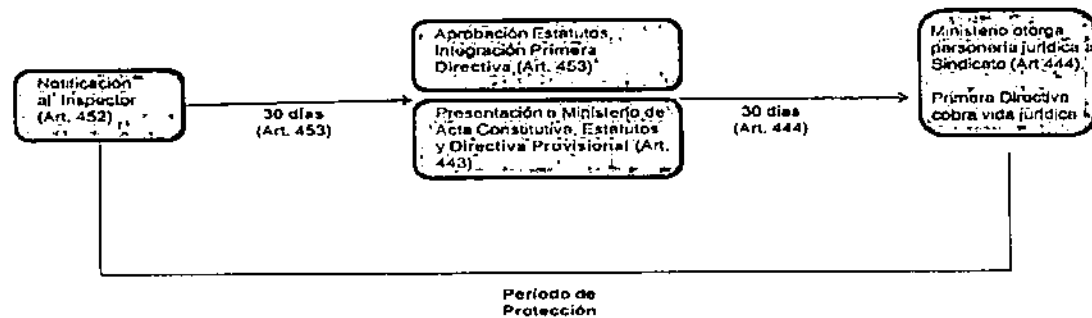 Notificación
al Inspector
(Art. 452)
30 días
(Art. 453)
Aprobación Estatutos,
Integración Primera
Directiva (Art. 453)
Presentación a Ministerio de
Acta Constitutiva, Estatutos
y Directiva Provisional (Art.
443)
30 días
(Art. 444)
Ministerio otorga
personería jurídica a
Sindicato (Art 444).
Primera Directiva
cobra vida jurídica
Período de
Protección